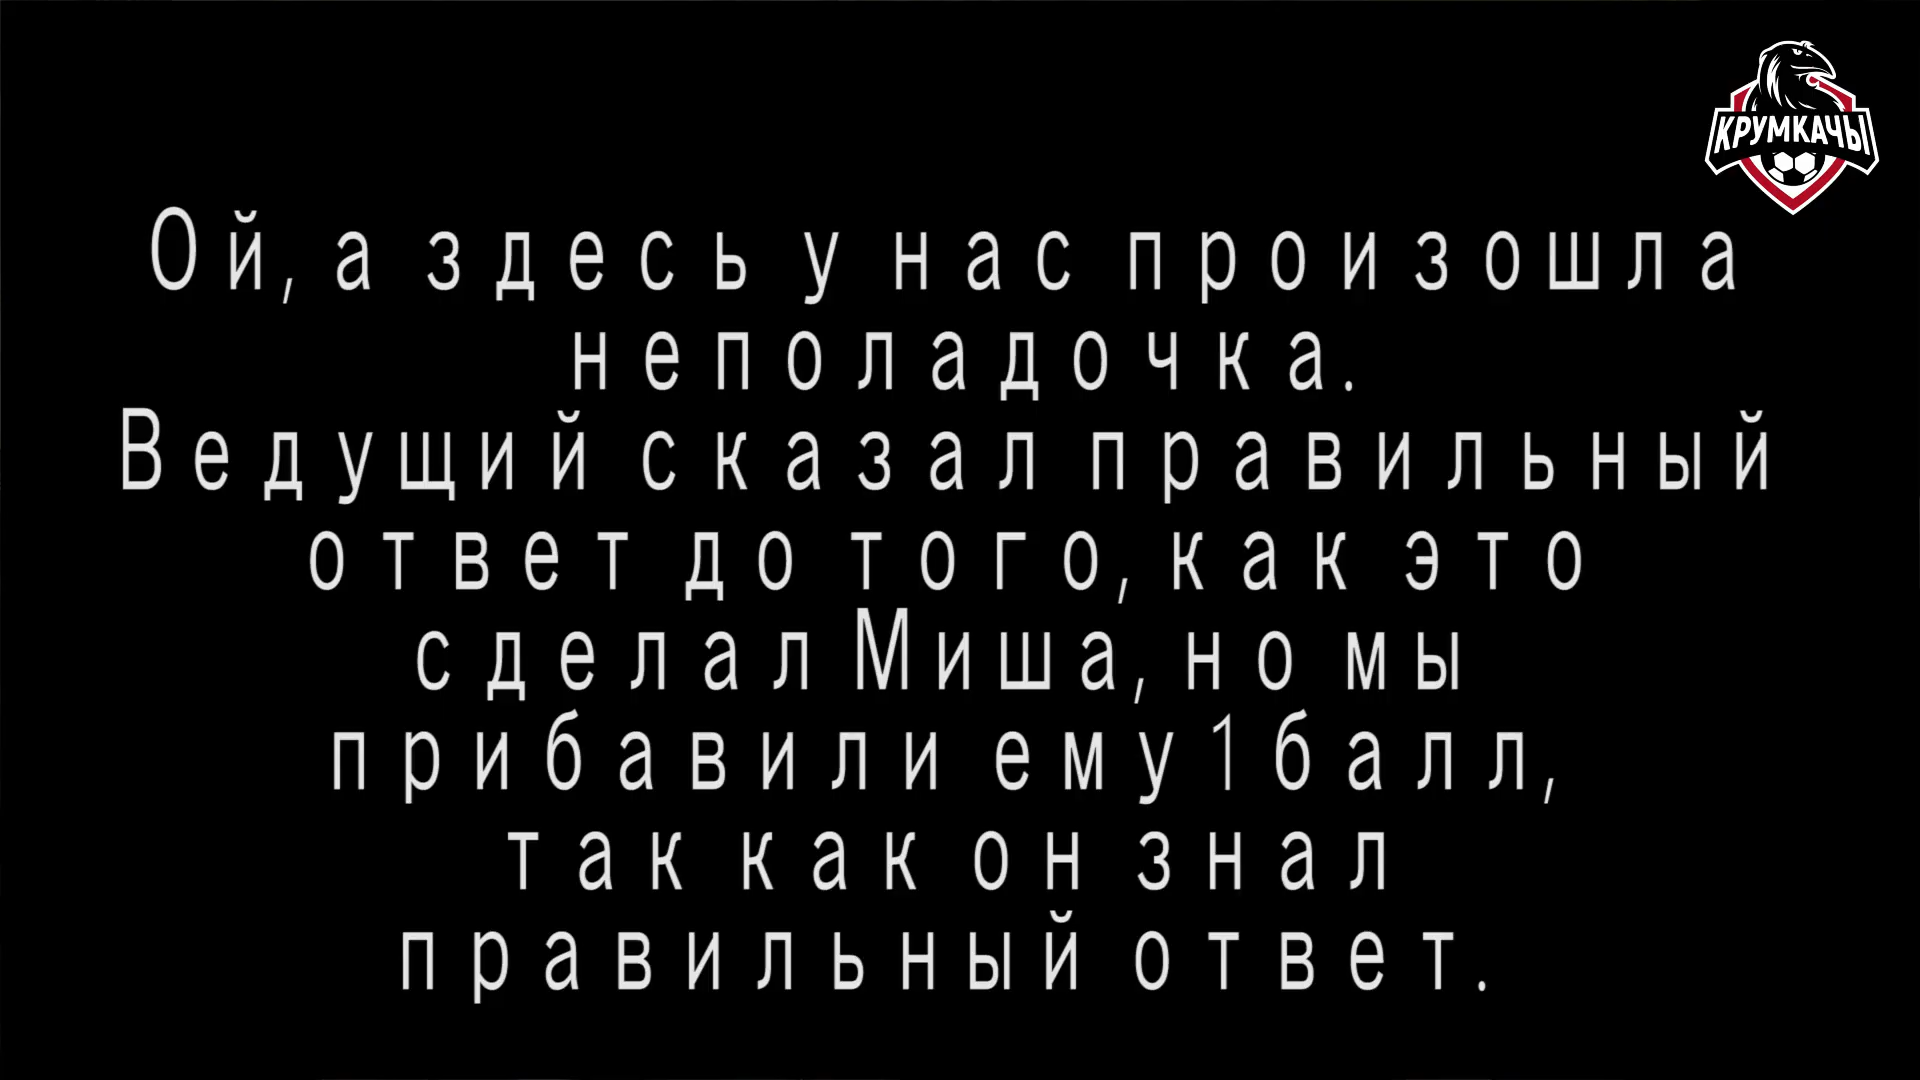 КРУМКАЧЫ
Ой, а здесь у нас произошла
неполадочка.
Ведущий сказал правильный
ответ до того, как это
сделал Миша, но мы
прибавили ему 1 балл,
так как он знал
правильный ответ.